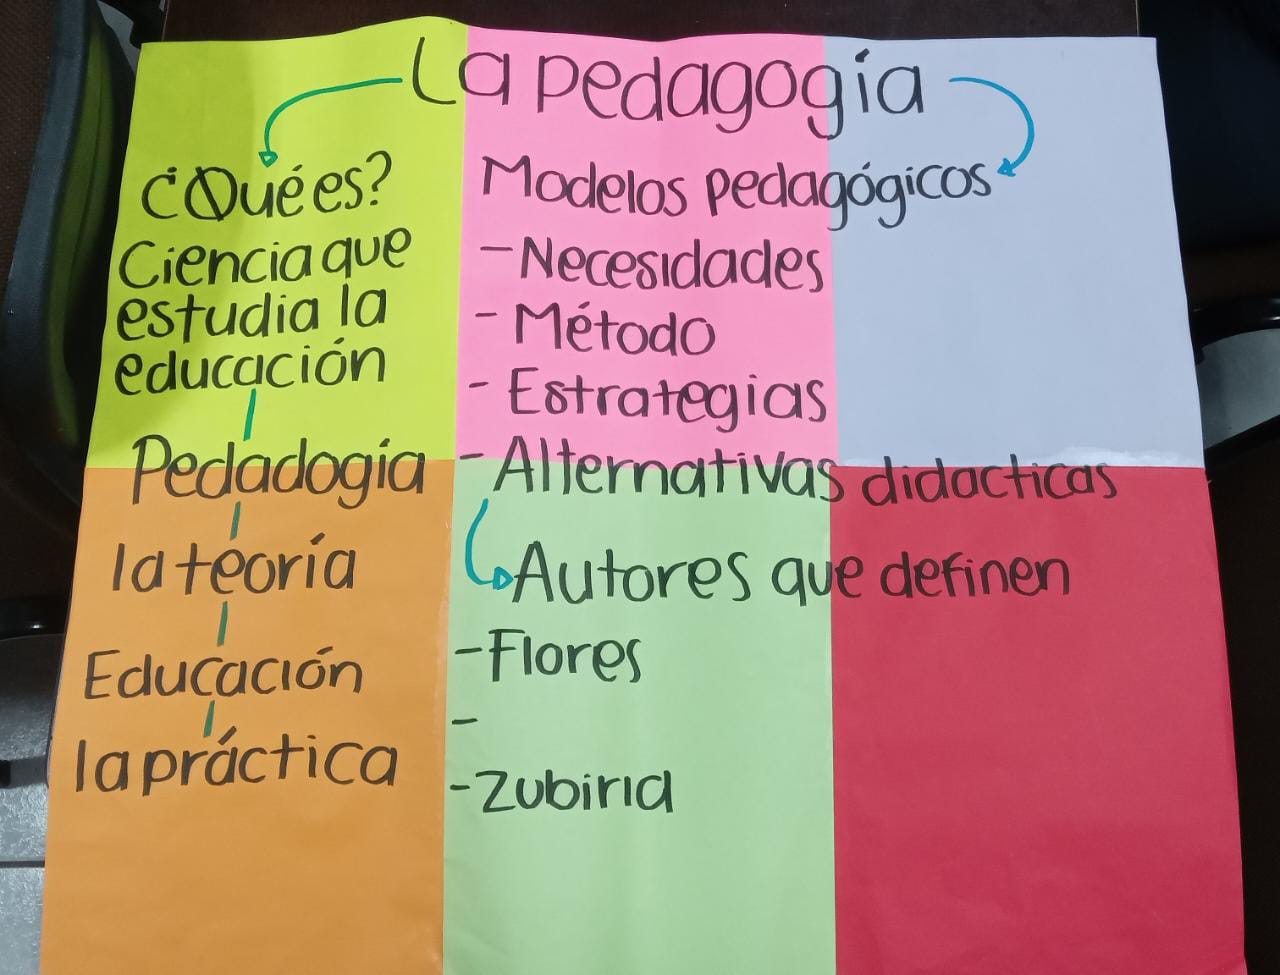 La pedagogía
¿Qué es?
Ciencia que
estudia la
educación
Pedadogía
la teoría
Educación
la práctica
Modelos pedagógicos
- Necesidades
- Método
- Estrategias
- Alternativas didacticas
Autores que definen
- Flores
-
- Zubiria